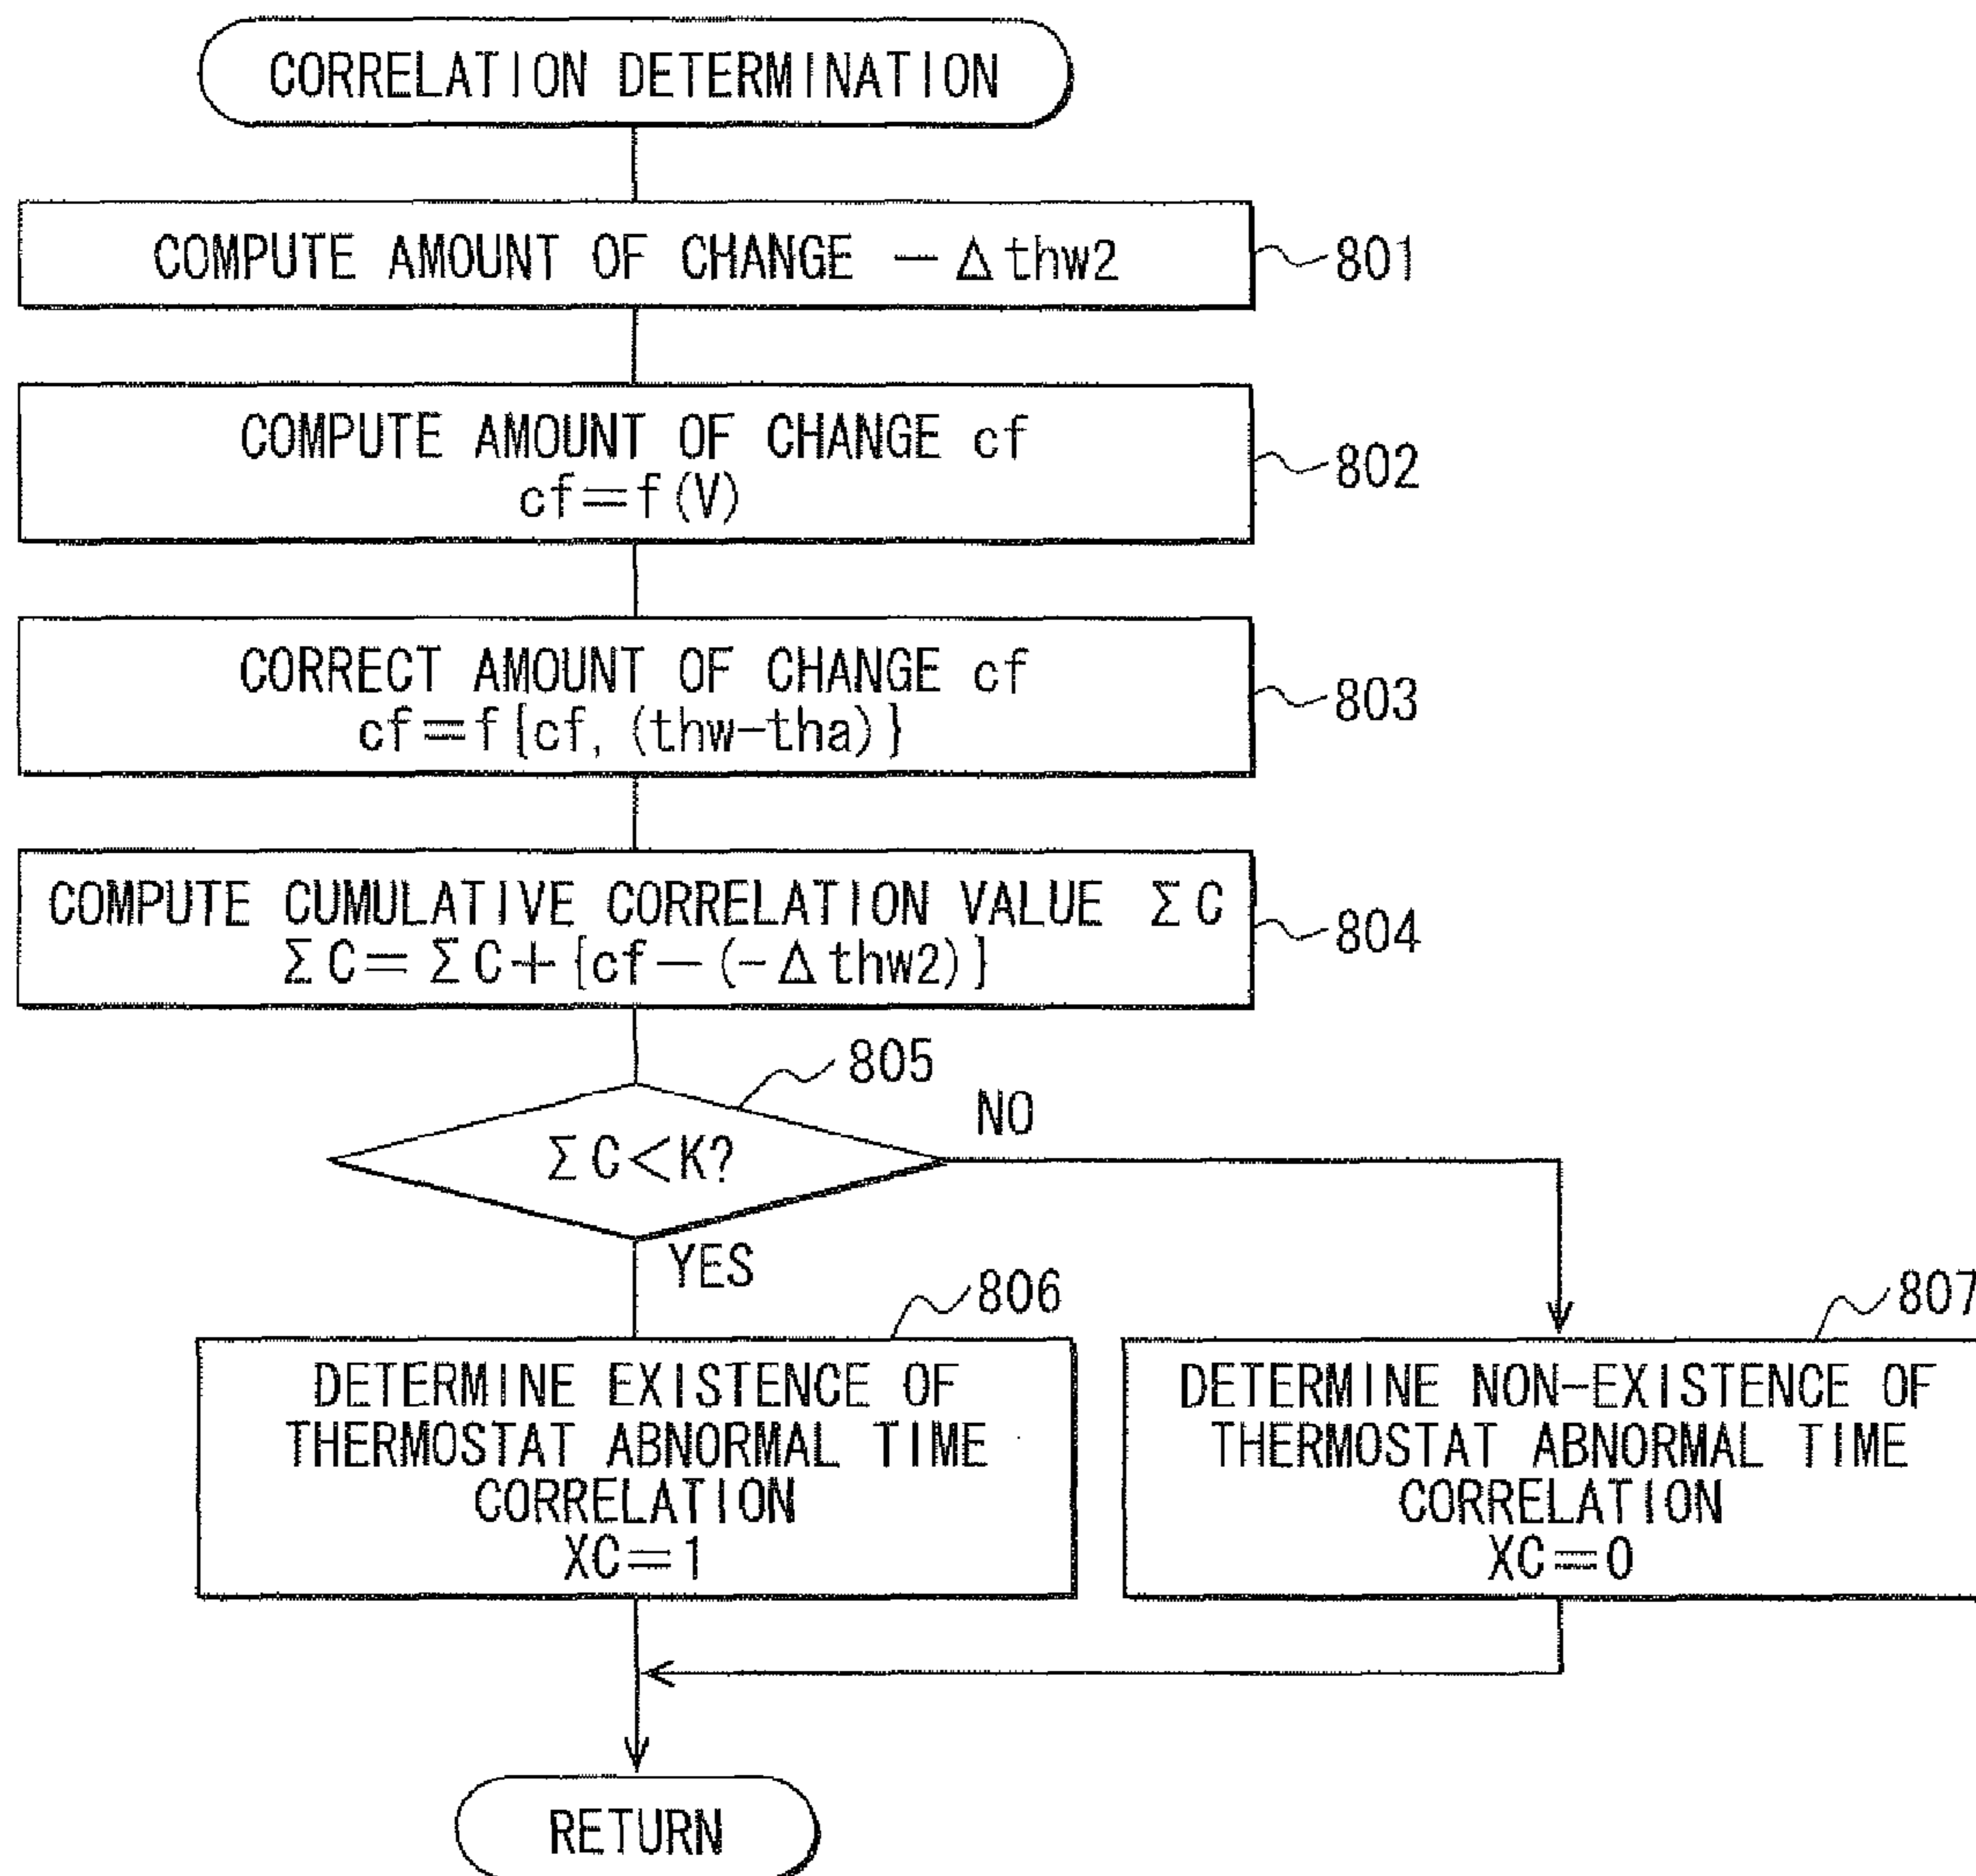 CORRELATION DETERMINATION
COMPUTE AMOUNT OF CHANGE −Δthw2
801
COMPUTE AMOUNT OF CHANGE cf
cf=f(V)
802
CORRECT AMOUNT OF CHANGE cf
cf=f{cf, (thw-tha)}
803
COMPUTE CUMULATIVE CORRELATION VALUE ΣC
ΣC=ΣC+{cf−(-Δthw2)}
804
805
ΣC<K?
NO
YES
806
DETERMINE EXISTENCE OF
THERMOSTAT ABNORMAL TIME
CORRELATION
XC=1
807
DETERMINE NON-EXISTENCE OF
THERMOSTAT ABNORMAL TIME
CORRELATION
XC=0
RETURN